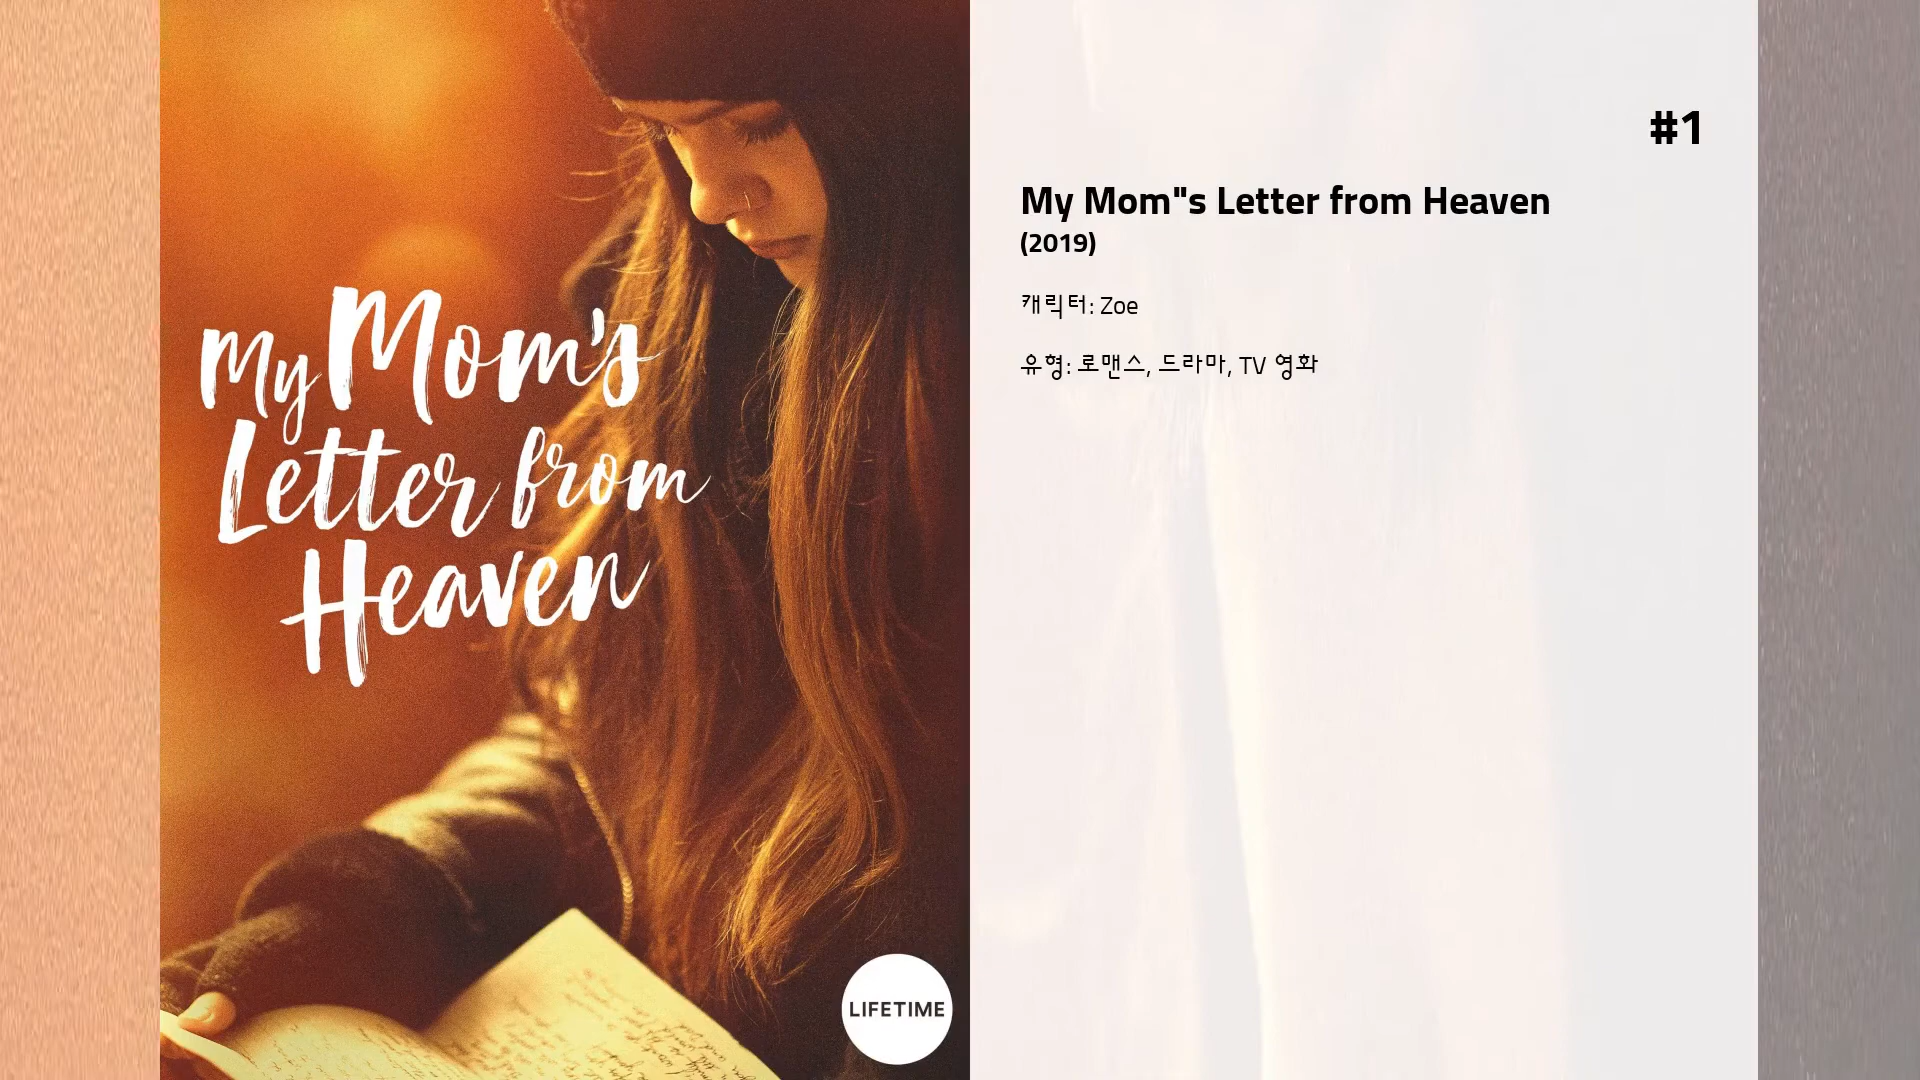 My Mom's
Letter from
Heaven
LIFETIME
#1
My Mom"s Letter from Heaven
(2019)
캐릭터: Zoe
유형: 로맨스, 드라마, TV 영화